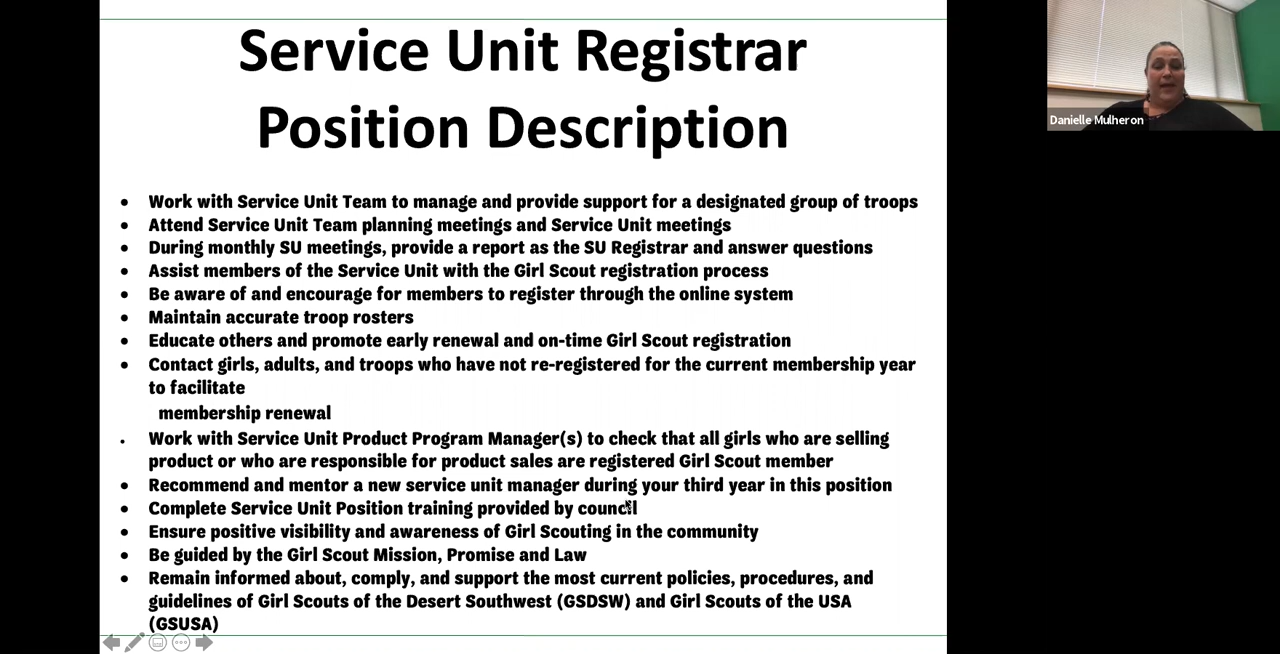 Service Unit Registrar
Position Description
• Work with Service Unit Team to manage and provide support for a designated group of troops
• Attend Service Unit Team planning meetings and Service Unit meetings
• During monthly SU meetings, provide a report as the SU Registrar and answer questions
• Assist members of the Service Unit with the Girl Scout registration process
• Be aware of and encourage for members to register through the online system
• Maintain accurate troop rosters
• Educate others and promote early renewal and on-time Girl Scout registration
• Contact girls, adults, and troops who have not re-registered for the current membership year
to facilitate
membership renewal
• Work with Service Unit Product Program Manager(s) to check that all girls who are selling
product or who are responsible for product sales are registered Girl Scout member
• Recommend and mentor a new service unit manager during your third year in this position
• Complete Service Unit Position training provided by council
• Ensure positive visibility and awareness of Girl Scouting in the community
• Be guided by the Girl Scout Mission, Promise and Law
• Remain informed about, comply, and support the most current policies, procedures, and
guidelines of Girl Scouts of the Desert Southwest (GSDSW) and Girl Scouts of the USA
(GSUSA)
Danielle Mulheron